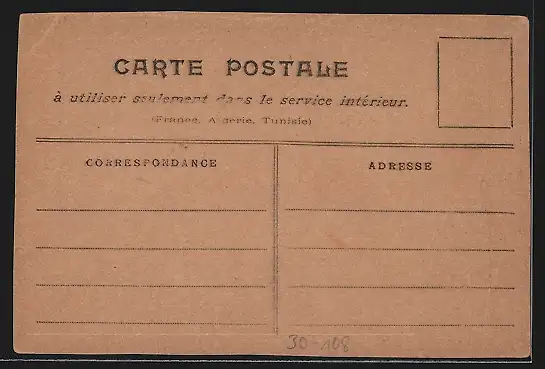 CARTE POSTALE
à utiliser seulement dans le service intérieur.
(France, Algérie, Tunisie)
CORRESPONDANCE
ADRESSE
30-108